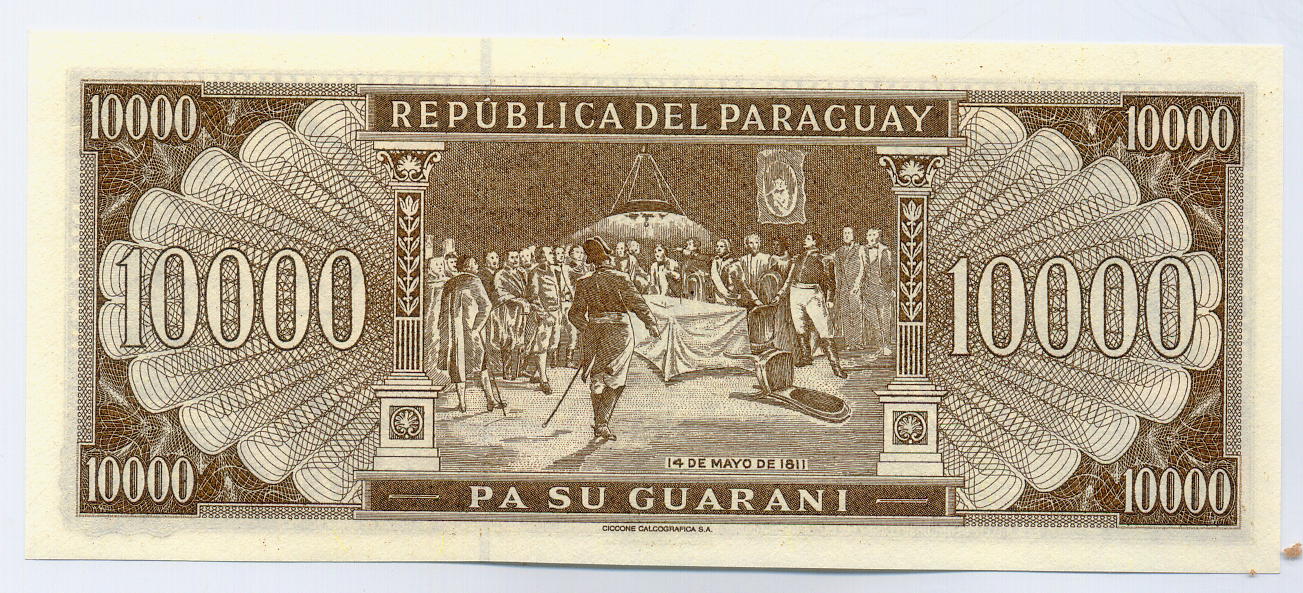 10000
REPÚBLICA DEL PARAGUAY
10000
10000
10000
14 DE MAYO DE 1811
10000
PA SU GUARANI
10000
CICCONE CALCOGRAFICA S.A.